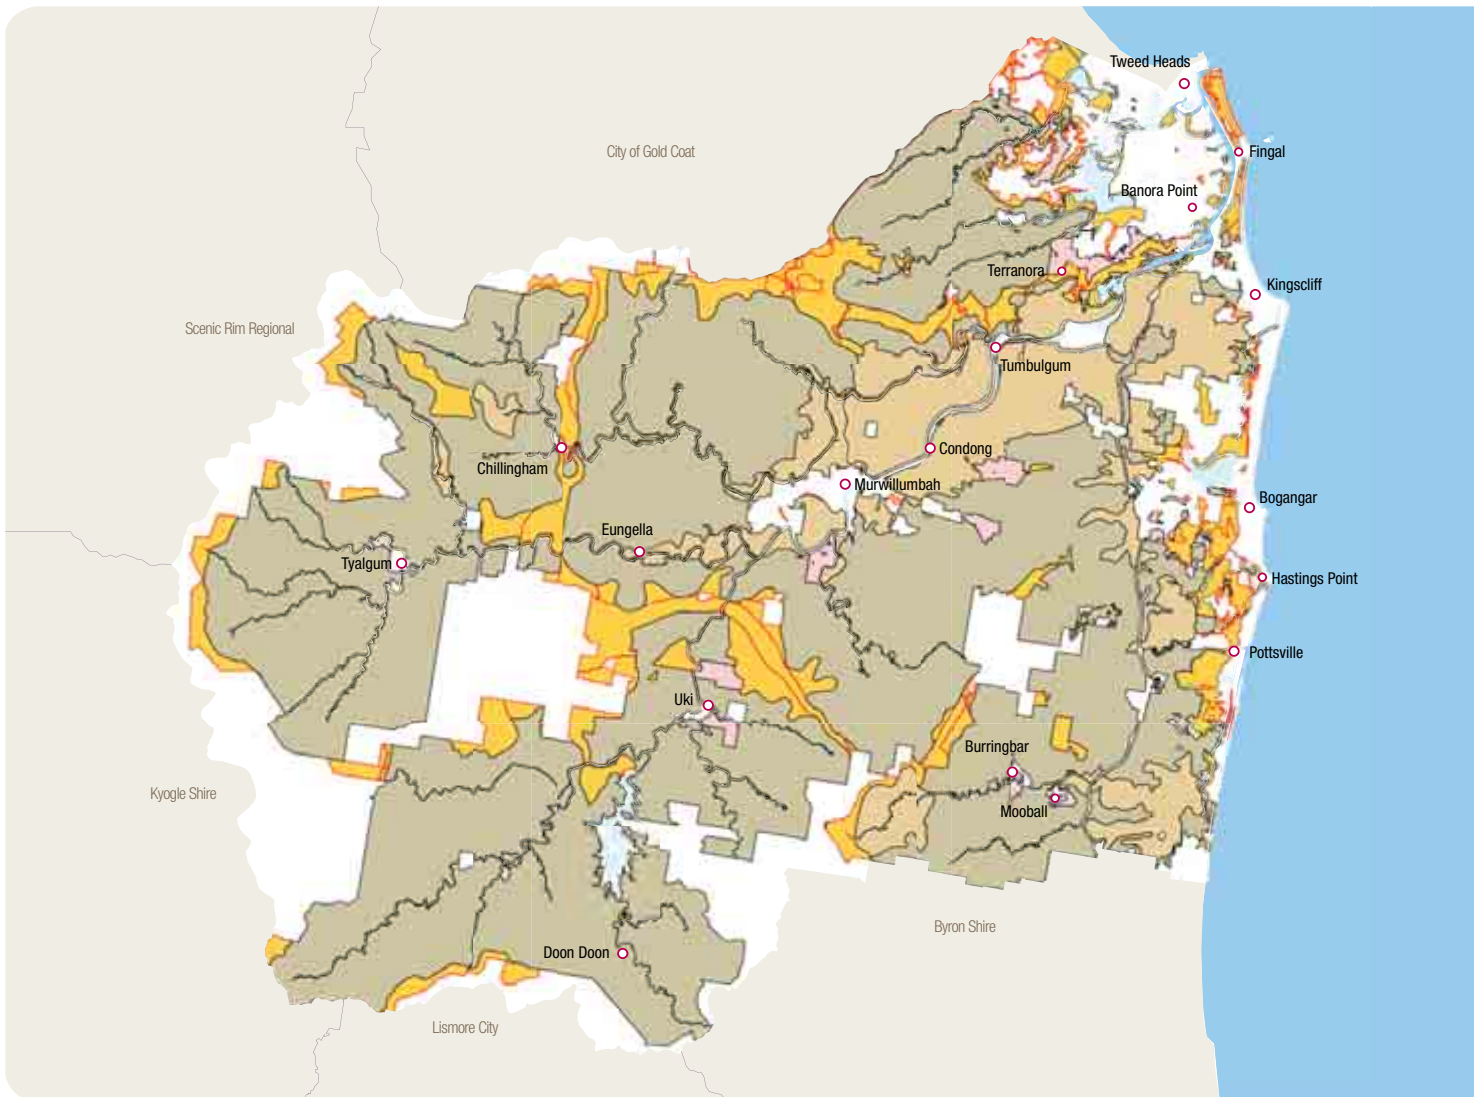 Tweed Heads
City of Gold Coat
Fingal
Banora Point
Terranora
Kingscliff
Scenic Rim Regional
Tumbulgum
Condong
Chillingham
Murwillumbah
Bogangar
Eungella
Tyalgum
Hastings Point
Pottsville
Uki
Burringbar
Kyogle Shire
Mooball
Byron Shire
Doon Doon
Lismore City